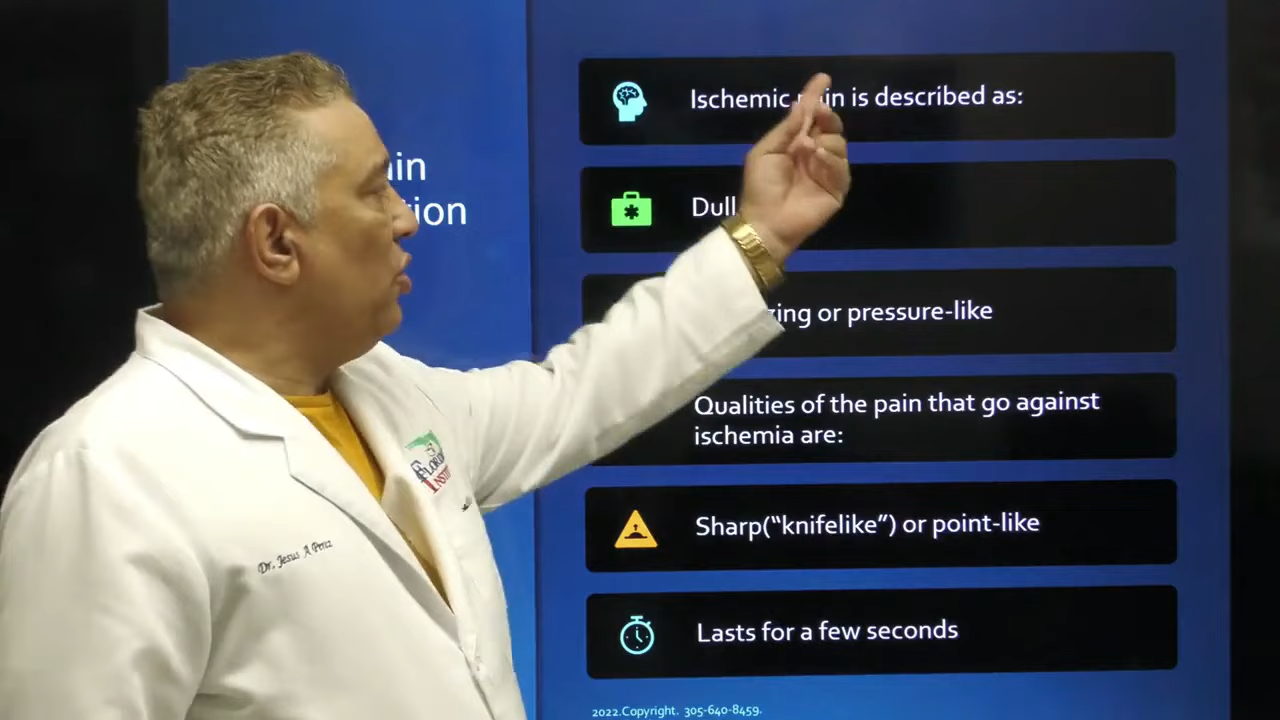 Ischemic pain is described as:
Dull
or pressure-like
Qualities of the pain that go against
ischemia are:
Sharp(“knifelike”) or point-like
Lasts for a few seconds
Dr. Jesus A Perez
2022.Copyright. 305-640-8459.